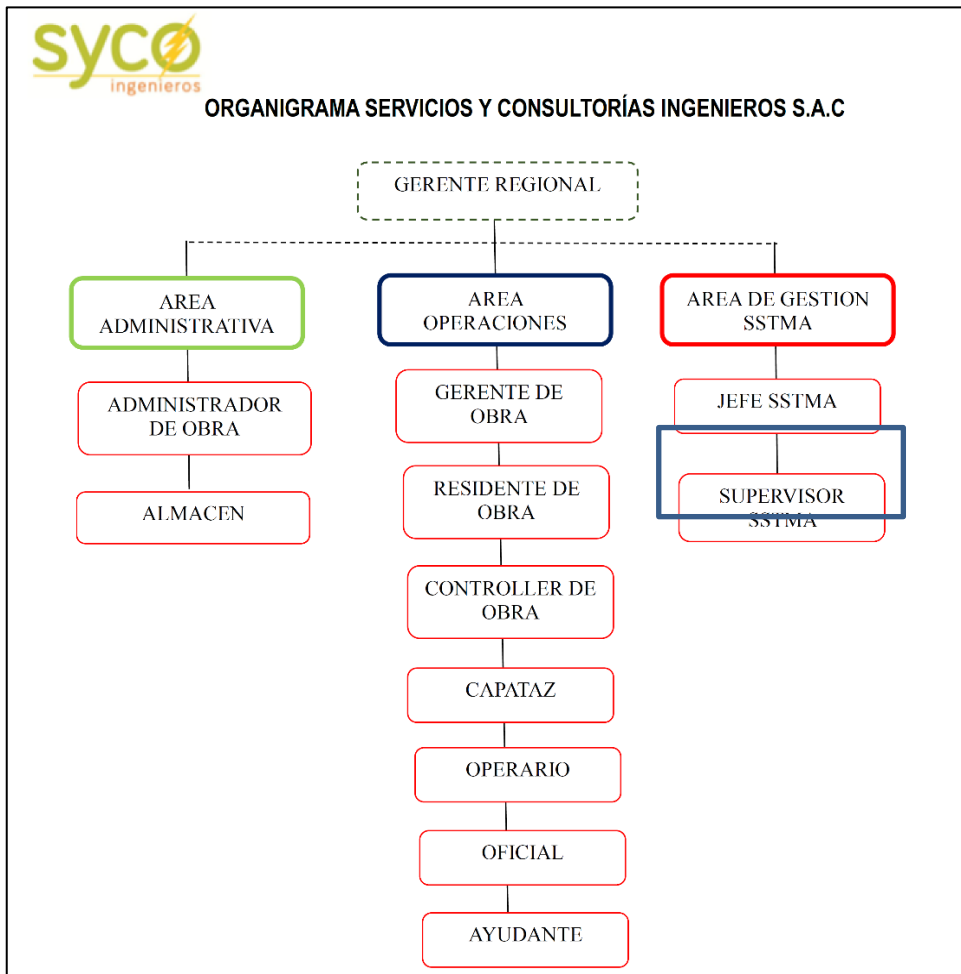 syco
ingenieros
ORGANIGRAMA SERVICIOS Y CONSULTORÍAS INGENIEROS S.A.C
GERENTE REGIONAL
AREA
ADMINISTRATIVA
AREA
OPERACIONES
AREA DE GESTION
SSTMA
ADMINISTRADOR
DE OBRA
GERENTE DE
OBRA
JEFE SSTMA
ALMACEN
RESIDENTE DE
OBRA
SUPERVISOR
SSTMA
CONTROLLER DE
OBRA
CAPATAZ
OPERARIO
OFICIAL
AYUDANTE